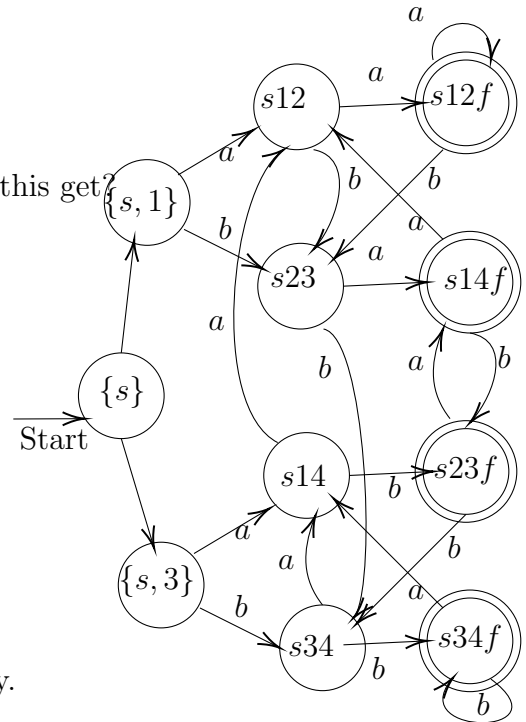 a
s12
a
s12f
a
b
b
this get?
{s, 1}
b
a
s23
a
s14f
a
b
a
b
{s}
Start
s14
b
s23f
a
a
b
{s, 3}
b
a
s34
b
s34f
y.
b